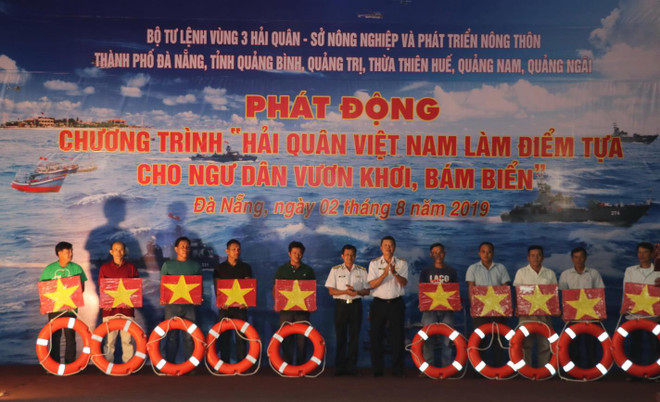 BỘ TƯ LỆNH VÙNG 3 HẢI QUÂN - SỞ NÔNG NGHIỆP VÀ PHÁT TRIỂN NÔNG THÔN
THÀNH PHỐ ĐÀ NẴNG, TỈNH QUẢNG BÌNH, QUẢNG TRỊ, THỪA THIÊN HUẾ, QUẢNG NAM, QUẢNG NGÃI
PHÁT ĐỘNG
CHƯƠNG TRÌNH "HẢI QUÂN VIỆT NAM LÀM ĐIỂM TỰA
CHO NGƯ DÂN VƯƠN KHƠI, BÁM BIỂN"
Đà Nẵng, ngày 02 tháng 8 năm 2019